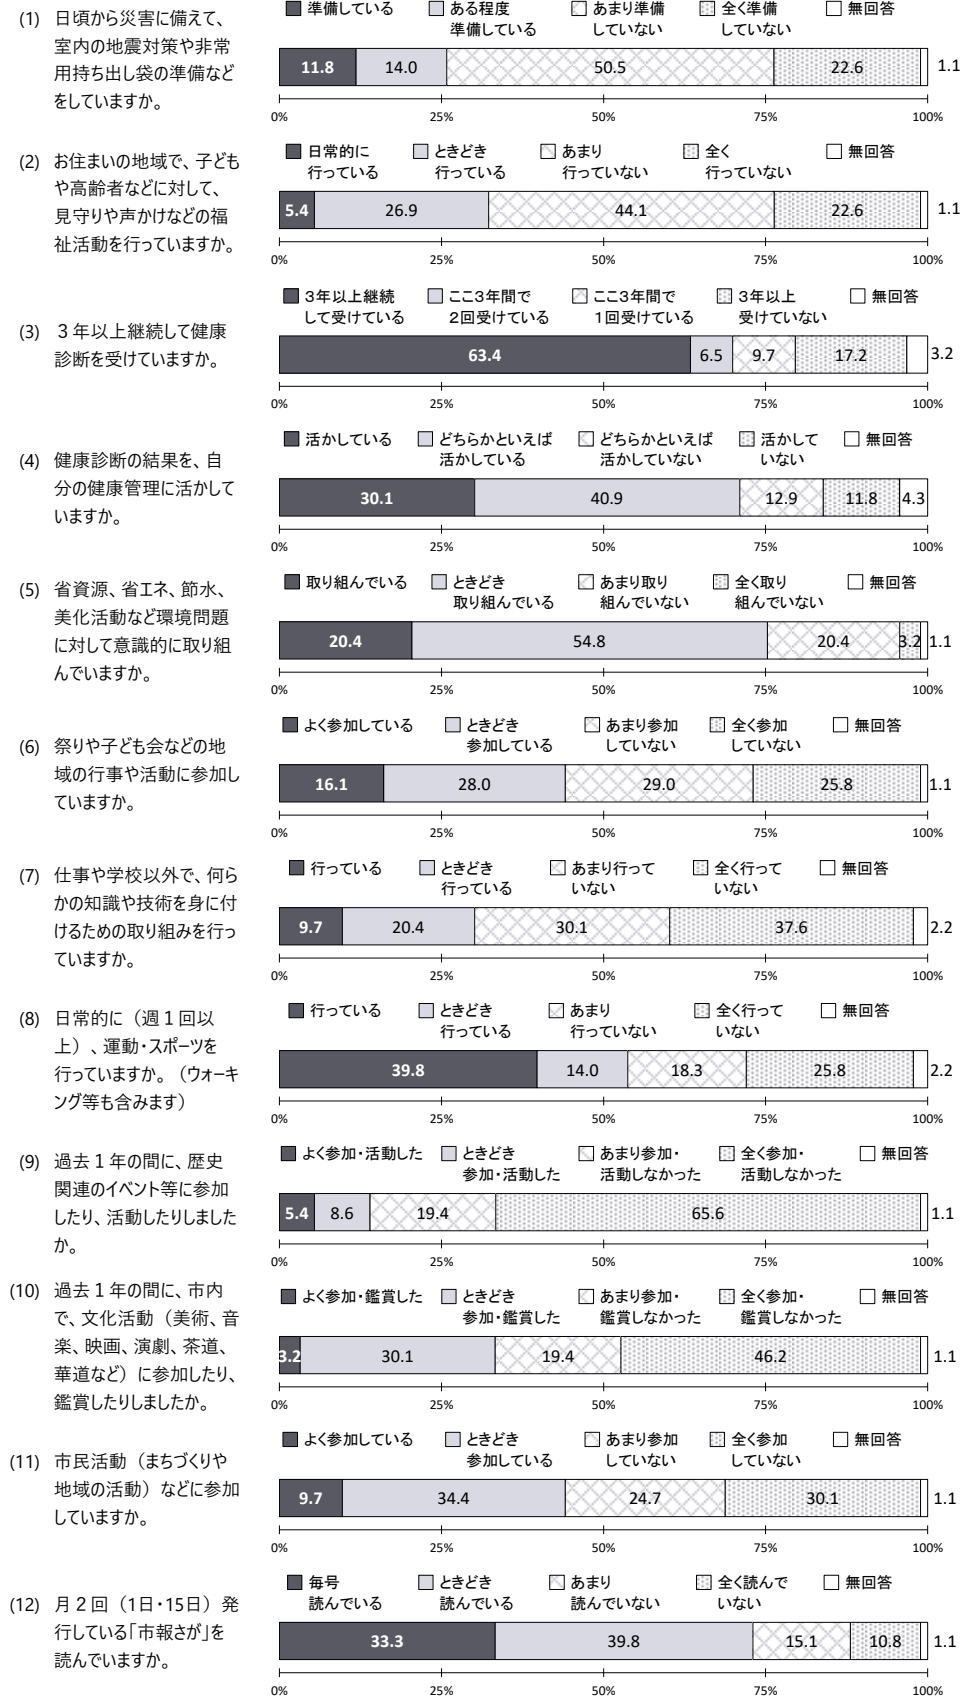 (1) 日頃から災害に備えて、
室内の地震対策や非常
用持ち出し袋の準備など
をしていますか。
準備している ある程度 あまり準備 全く準備 無回答
準備している していない していない
11.8 14.0 50.5 22.6 1.1
0% 25% 50% 75% 100%
(2) お住まいの地域で、子ども
や高齢者などに対して、
見守りや声かけなどの福
祉活動を行っていますか。
日常的に ときどき あまり 全く 無回答
行っている 行っている 行っていない 行っていない
5.4 26.9 44.1 22.6 1.1
0% 25% 50% 75% 100%
(3) 3年以上継続して健康
診断を受けていますか。
3年以上継続 ここ3年間で ここ3年間で 3年以上 無回答
して受けている 2回受けている 1回受けている 受けていない
63.4 6.5 9.7 17.2 3.2
0% 25% 50% 75% 100%
(4) 健康診断の結果を、自
分の健康管理に活かして
いますか。
活かしている どちらかといえば どちらかといえば 活かして 無回答
活かしている 活かしていない いない
30.1 40.9 12.9 11.8 4.3
0% 25% 50% 75% 100%
(5) 省資源、省エネ、節水、
美化活動など環境問題
に対して意識的に取り組
んでいますか。
取り組んでいる ときどき あまり取り 全く取り 無回答
取り組んでいる 組んでいない 組んでいない
20.4 54.8 20.4 3.2 1.1
0% 25% 50% 75% 100%
(6) 祭りや子ども会などの地
域の行事や活動に参加し
ていますか。
よく参加している ときどき あまり参加 全く参加 無回答
参加している していない していない
16.1 28.0 29.0 25.8 1.1
0% 25% 50% 75% 100%
(7) 仕事や学校以外で、何ら
かの知識や技術を身に付
けるための取り組みを行っ
ていますか。
行っている ときどき あまり行って 全く行って 無回答
行っている いない いない
9.7 20.4 30.1 37.6 2.2
0% 25% 50% 75% 100%
(8) 日常的に（週1回以
上）、運動・スポーツを
行っていますか。（ウォーキ
ング等も含みます）
行っている ときどき あまり 全く行って 無回答
行っている 行っていない いない
39.8 14.0 18.3 25.8 2.2
0% 25% 50% 75% 100%
(9) 過去1年の間に、歴史
関連のイベント等に参加
したり、活動したりしました
か。
よく参加・活動した ときどき あまり参加・ 全く参加・ 無回答
参加・活動した 活動しなかった 活動しなかった
5.4 8.6 19.4 65.6 1.1
0% 25% 50% 75% 100%
(10) 過去1年の間に、市内
で、文化活動（美術、音
楽、映画、演劇、茶道、
華道など）に参加したり、
鑑賞したりしましたか。
よく参加・鑑賞した ときどき あまり参加・ 全く参加・ 無回答
参加・鑑賞した 鑑賞しなかった 鑑賞しなかった
3.2 30.1 19.4 46.2 1.1
0% 25% 50% 75% 100%
(11) 市民活動（まちづくりや
地域の活動）などに参加
していますか。
よく参加している ときどき あまり参加 全く参加 無回答
参加している していない していない
9.7 34.4 24.7 30.1 1.1
0% 25% 50% 75% 100%
(12) 月2回（1日・15日）発
行している「市報さが」を
読んでいますか。
毎号 ときどき あまり 全く読んで 無回答
読んでいる 読んでいる 読んでいない いない
33.3 39.8 15.1 10.8 1.1
0% 25% 50% 75% 100%